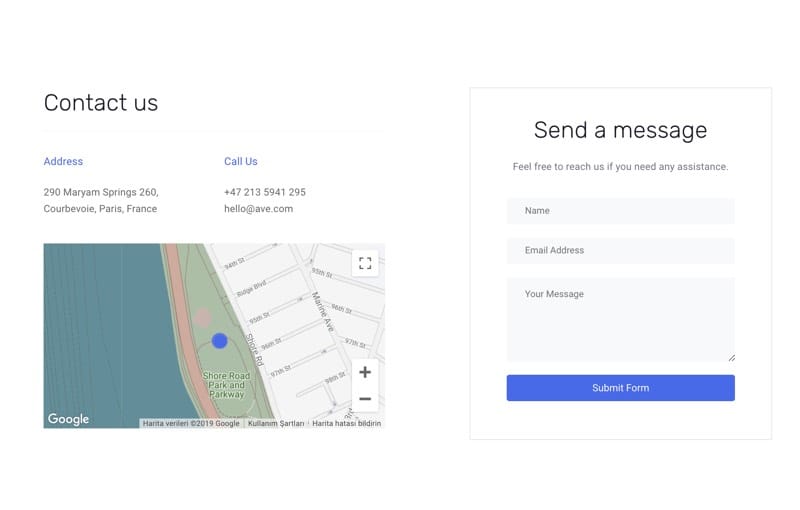 Contact us
Address
290 Maryam Springs 260,
Courbevoie, Paris, France
Call Us
+47 213 5941 295
hello@ave.com
94th St
Ridge Blvd
95th St
95th St
96th St
Marine Ave
96th St
97th St
Shore Rd
97th St
98th St
Shore Road
Park and
Parkway
Google
Harita verileri ©2019 Google
Kullanım Şartları
Harita hatası bildirin
Send a message
Feel free to reach us if you need any assistance.
Name
Email Address
Your Message
Submit Form